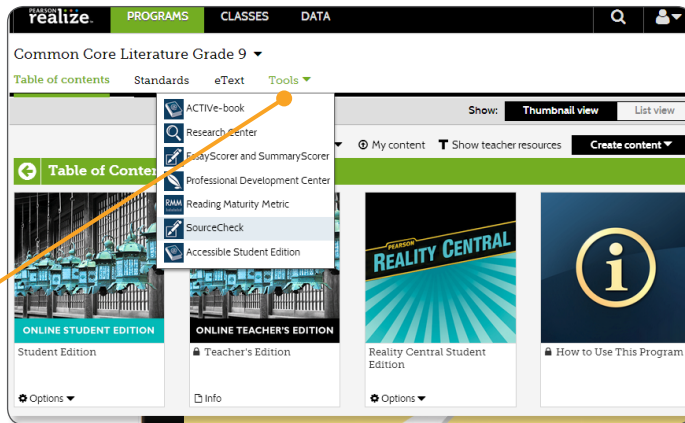 PEARSON
realize. PROGRAMS CLASSES DATA
Common Core Literature Grade 9
Table of contents Standards eText Tools
ACTIVe-book
Research Center
EssayScorer and SummaryScorer
Professional Development Center
RMM Reading Maturity Metric
SourceCheck
Accessible Student Edition
Show: Thumbnail view List view
My content T Show teacher resources Create content
Table of Conte
ONLINE STUDENT EDITION
Student Edition
Options
ONLINE TEACHER'S EDITION
Teacher's Edition
Info
PEARSON
REALITY CENTRAL
Reality Central Student
Edition
Options
i
How to Use This Program